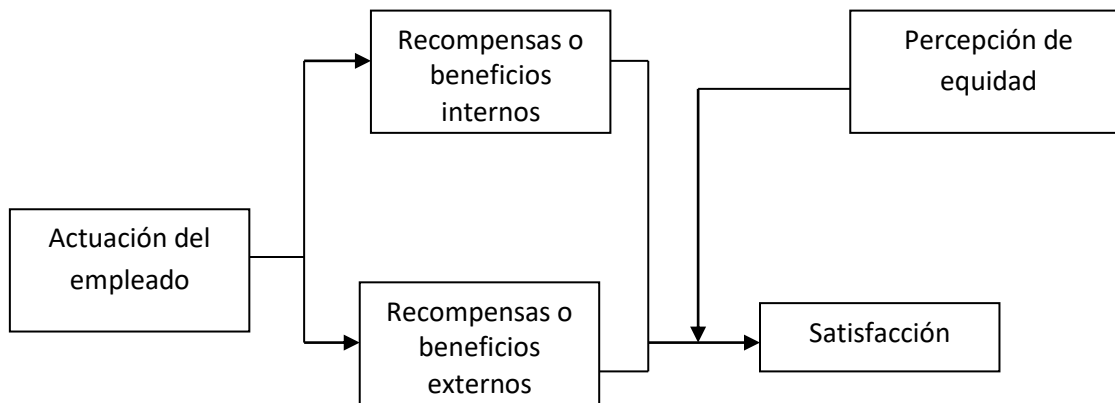 Recompensas o
beneficios
internos
Percepción de
equidad
Actuación del
empleado
Recompensas o
beneficios
externos
Satisfacción